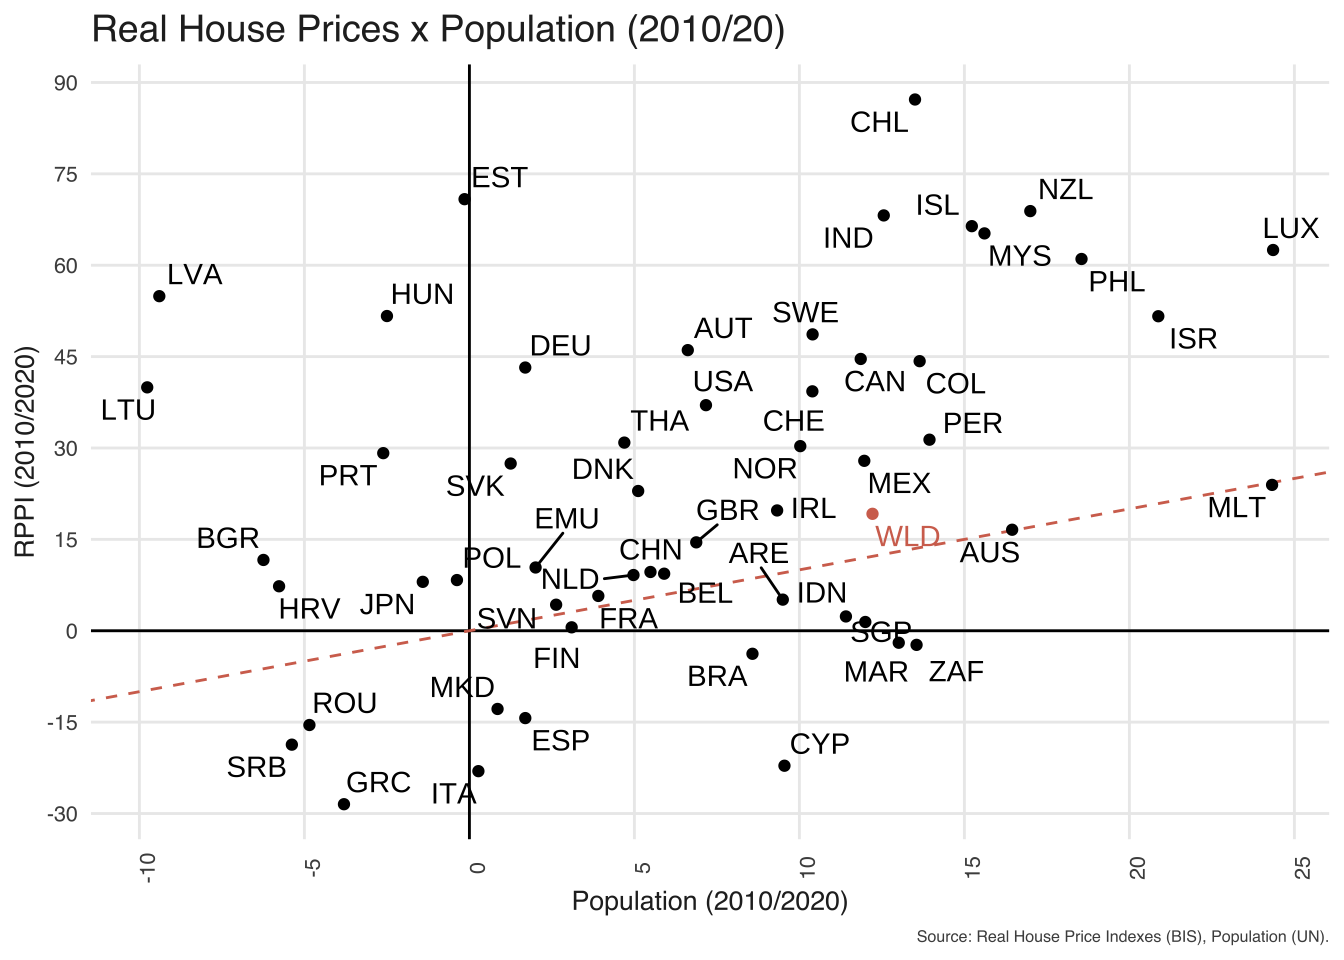 Real House Prices x Population (2010/20)
90
CHL
75
EST
NZL
ISL
IND
LUX
MYS
60
LVA
PHL
HUN
SWE
AUT
ISR
45
DEU
USA
CAN
COL
LTU
THA
CHE
PER
30
PRT
SVK
DNK
NOR
MEX
MLT
EMU
GBR
IRL
WLD
15
BGR
POL
CHN
ARE
AUS
NLD
BEL
IDN
HRV
JPN
SVN
FRA
0
SGP
FIN
BRA
MAR
ZAF
MKD
-15
ROU
ESP
CYP
SRB
GRC
ITA
-30
RPPI (2010/2020)
-10
-5
0
5
10
15
20
25
Population (2010/2020)
Source: Real House Price Indexes (BIS), Population (UN).